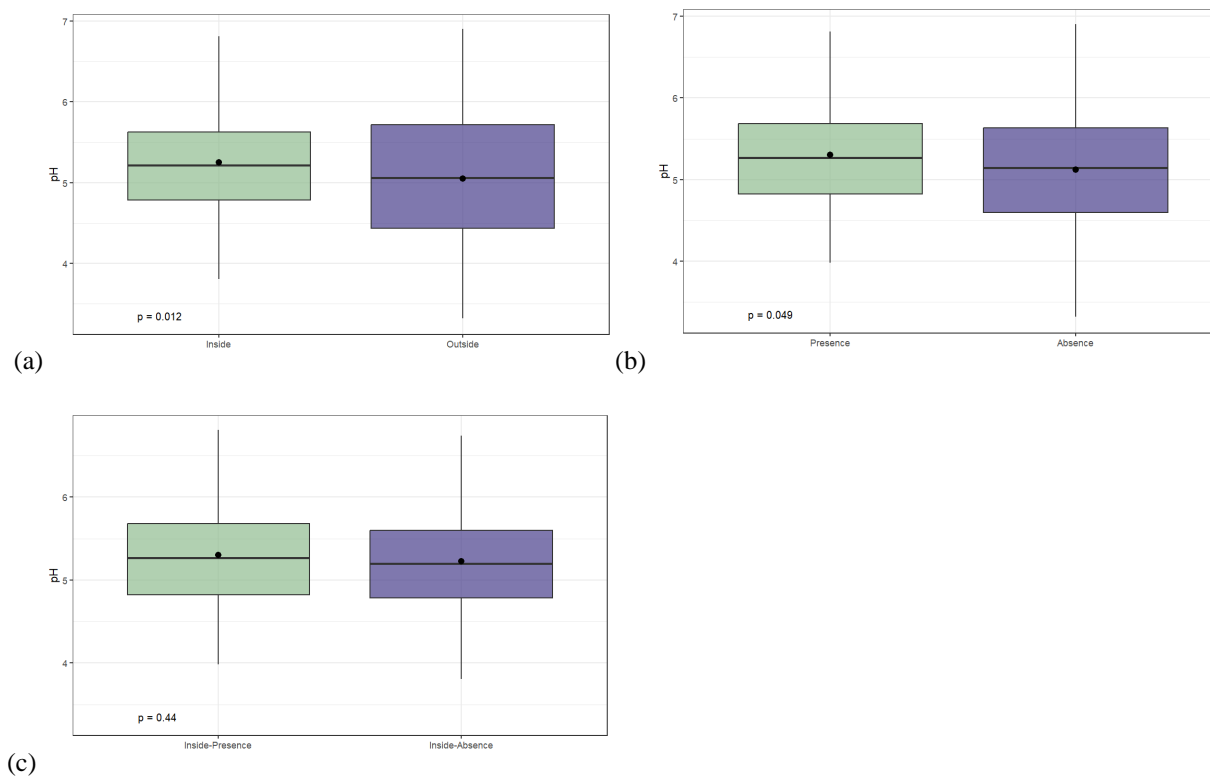 7
6
5
4
pH
p = 0.012
Inside
Outside
(a)
7
6
5
4
pH
p = 0.049
Presence
Absence
(b)
6
5
4
pH
p = 0.44
Inside-Presence
Inside-Absence
(c)